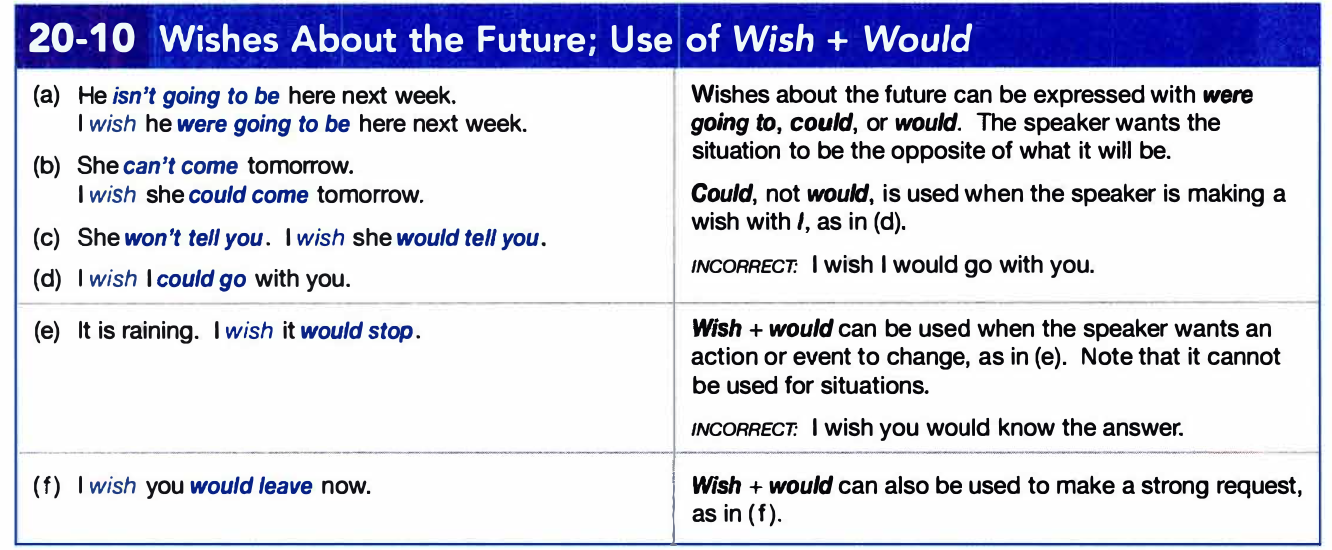 20-10 Wishes About the Future; Use of Wish + Would
(a) He isn't going to be here next week.
I wish he were going to be here next week.
(b) She can't come tomorrow.
I wish she could come tomorrow.
(c) She won't tell you. I wish she would tell you.
(d) I wish I could go with you.
Wishes about the future can be expressed with were
going to, could, or would. The speaker wants the
situation to be the opposite of what it will be.
Could, not would, is used when the speaker is making a
wish with I, as in (d).
INCORRECT: I wish I would go with you.
(e) It is raining. I wish it would stop.
Wish + would can be used when the speaker wants an
action or event to change, as in (e). Note that it cannot
be used for situations.
INCORRECT: I wish you would know the answer.
(f) I wish you would leave now.
Wish + would can also be used to make a strong request,
as in (f).